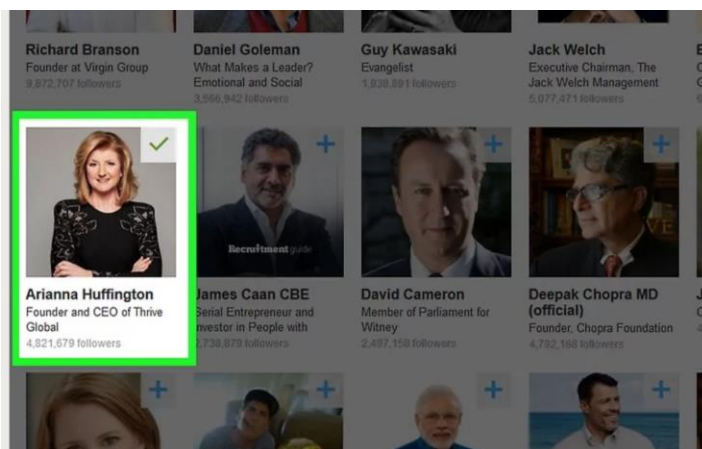 Richard Branson
Founder at Virgin Group
9,872,707 followers
Daniel Goleman
What Makes a Leader?
Emotional and Social
3,566,942 followers
Guy Kawasaki
Evangelist
1,938,891 followers
Jack Welch
Executive Chairman, The
Jack Welch Management
5,077,471 followers
Recruitment guide
Arianna Huffington
Founder and CEO of Thrive
Global
4,821,679 followers
James Caan CBE
Serial Entrepreneur and
Investor in People with
2,738,879 followers
David Cameron
Member of Parliament for
Witney
2,497,158 followers
Deepak Chopra MD
(official)
Founder, Chopra Foundation
4,792,168 followers